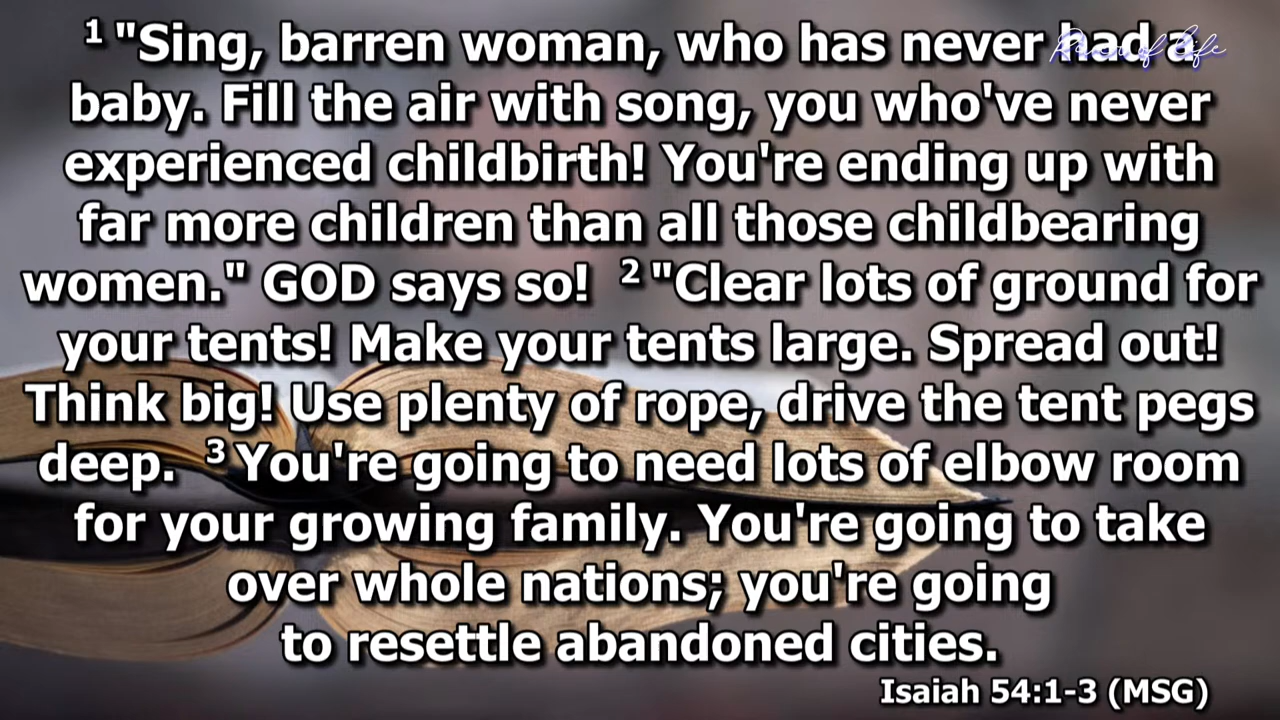 1 "Sing, barren woman, who has never had a
baby. Fill the air with song, you who've never
experienced childbirth! You're ending up with
far more children than all those childbearing
women." GOD says so! 2 "Clear lots of ground for
your tents! Make your tents large. Spread out!
Think big! Use plenty of rope, drive the tent pegs
deep. 3 You're going to need lots of elbow room
for your growing family. You're going to take
over whole nations; you're going
to resettle abandoned cities.
Isaiah 54:1-3 (MSG)
of life